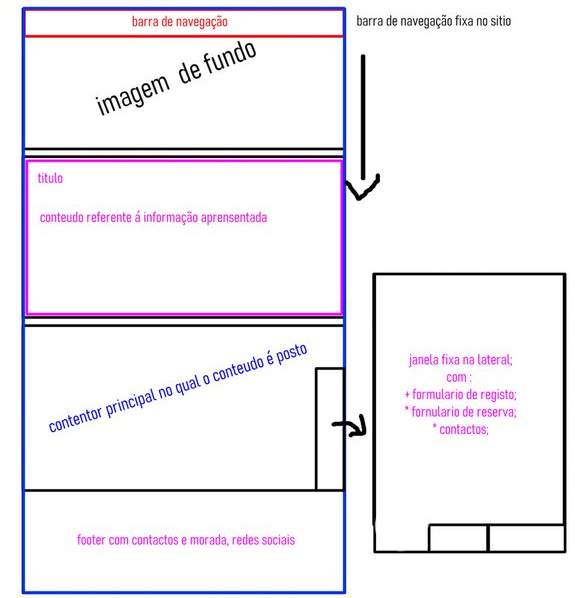 barra de navegação
barra de navegação fixa no sitio
imagem de fundo
titulo
conteudo referente á informação aprensentada
contentor principal no qual o conteudo é posto
janela fixa na lateral;
com :
+ formulario de registo;
* fornulario de reserva;
* contactos;
footer com contactos e morada, redes sociais